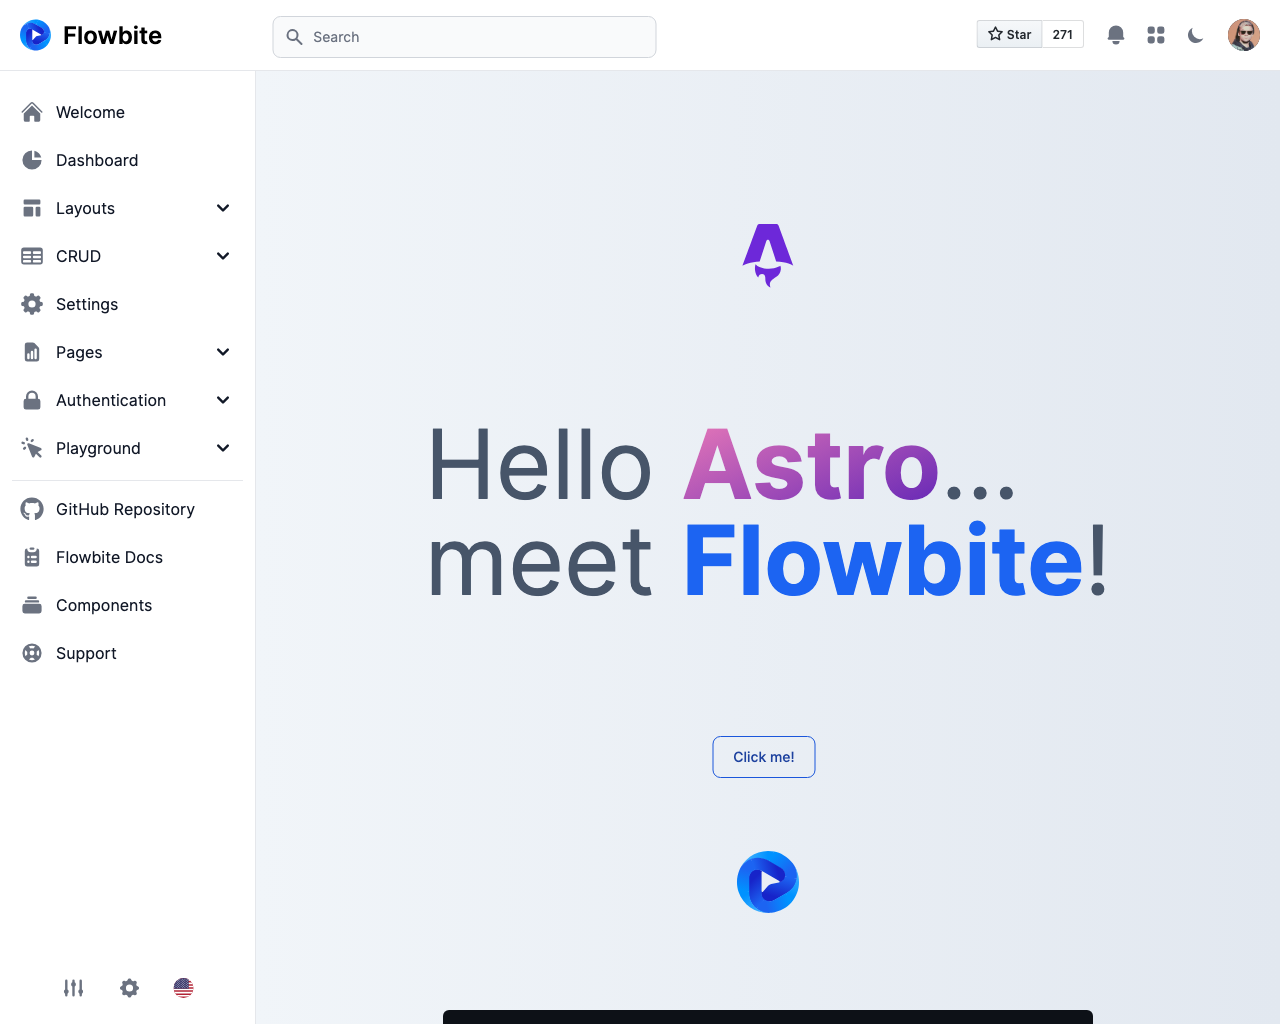 Flowbite
Search
Star 271
Welcome
Dashboard
Layouts
CRUD
Settings
Pages
Authentication
Playground
GitHub Repository
Flowbite Docs
Components
Support
Hello Astro...
meet Flowbite!
Click me!